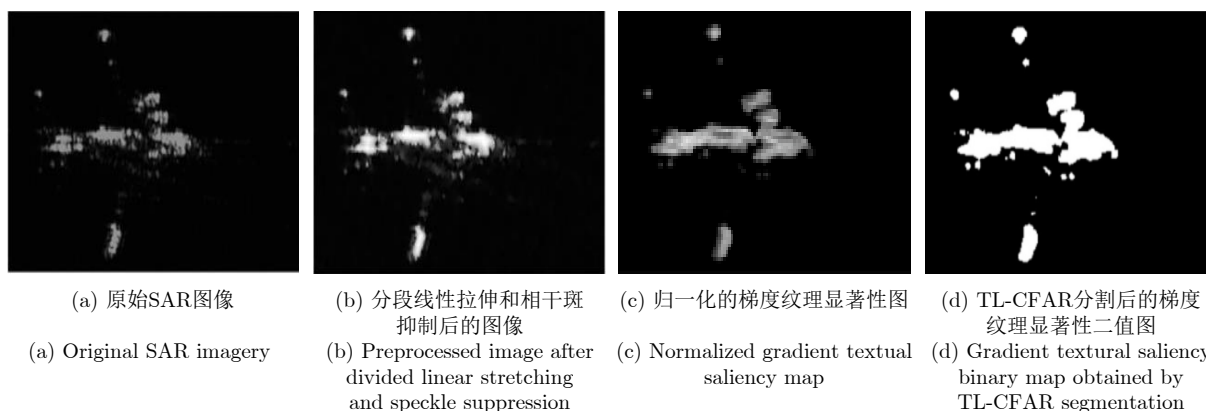 (a) 原始SAR图像
(a) Original SAR imagery
(b) 分段线性拉伸和相干斑
抑制后的图像
(b) Preprocessed image after
divided linear stretching
and speckle suppression
(c) 归一化的梯度纹理显著性图
(c) Normalized gradient textual
saliency map
(d) TL-CFAR分割后的梯度
纹理显著性二值图
(d) Gradient textural saliency
binary map obtained by
TL-CFAR segmentation